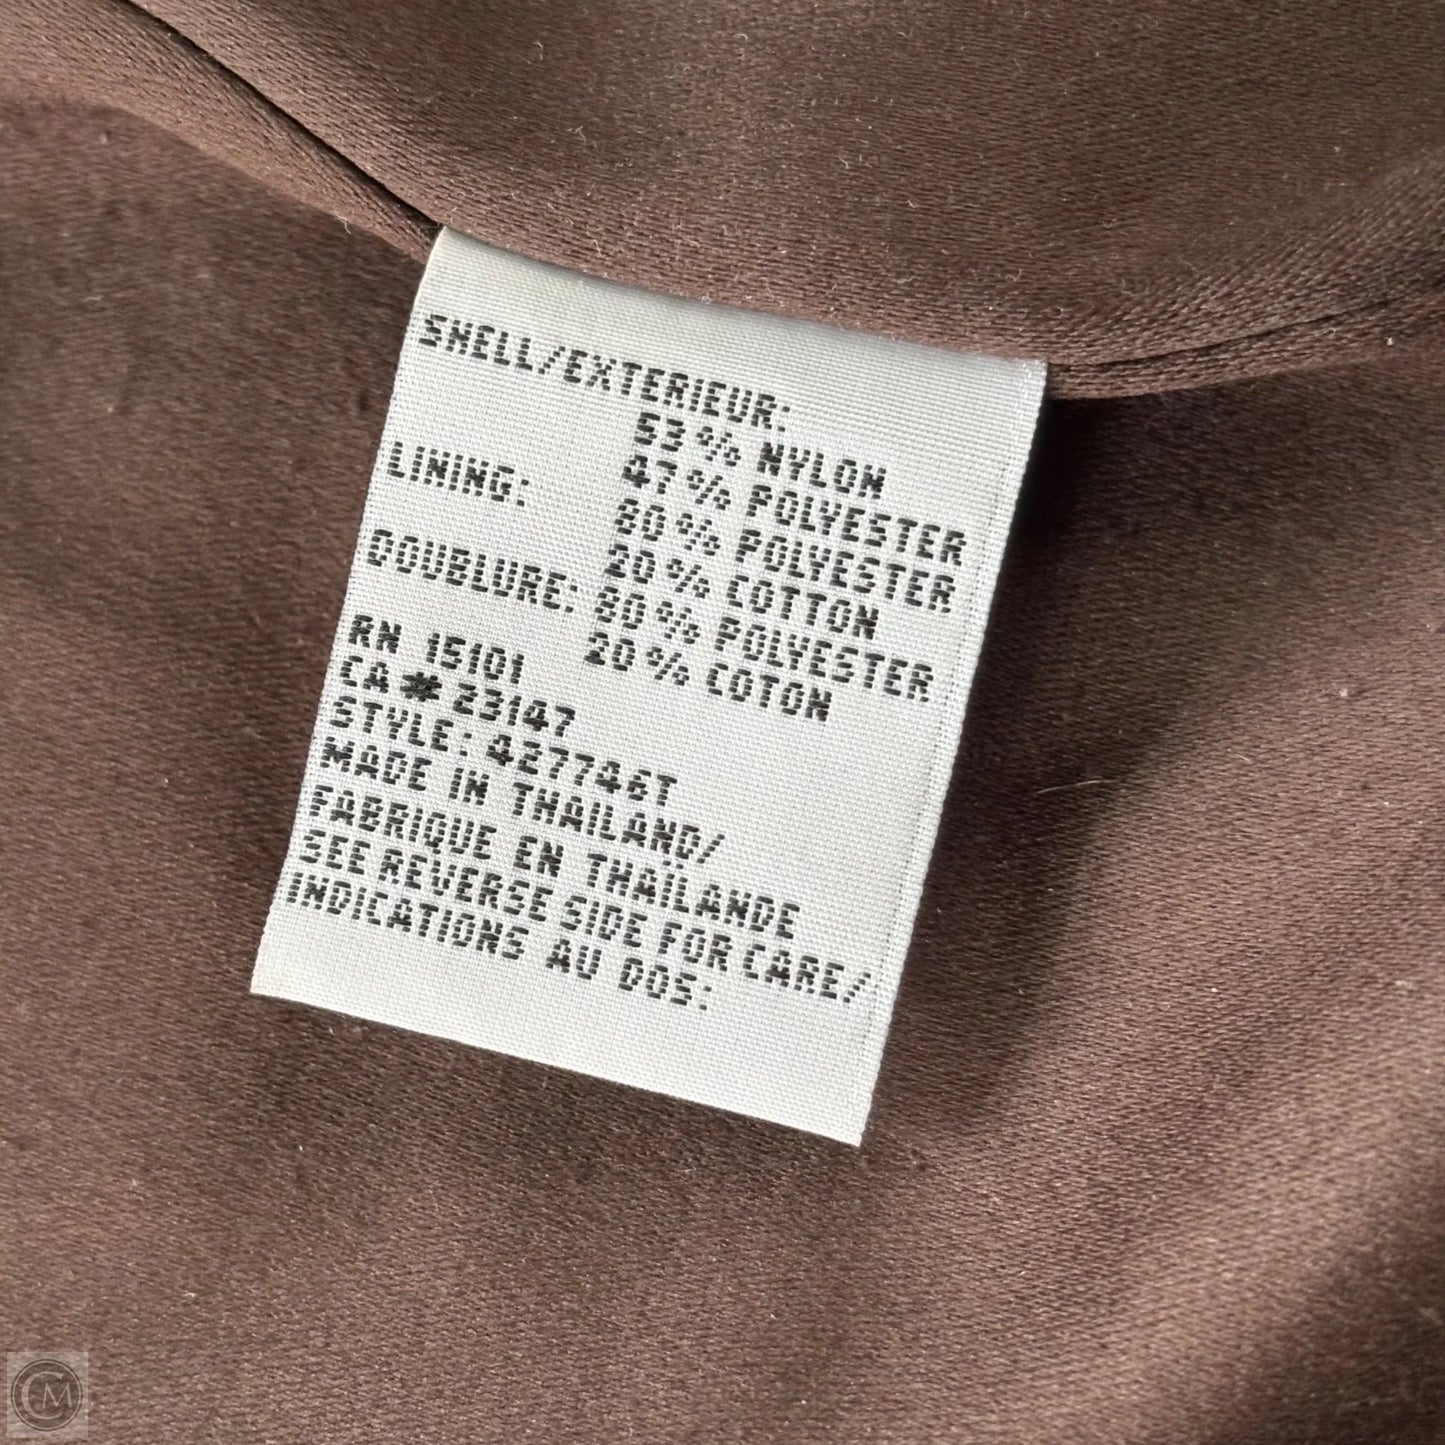 SHELL/EXTERIEUR:
53 % NYLON
47 % POLYESTER
LINING: 80 % POLYESTER
20 % COTTON
DOUBLURE: 80 % POLYESTER
20 % COTON
RN 15101
CA # 23147
STYLE: 427746T
MADE IN THAILAND/
FABRIQUE EN THAÏLANDE
SEE REVERSE SIDE FOR CARE/
INDICATIONS AU DOS:
CM